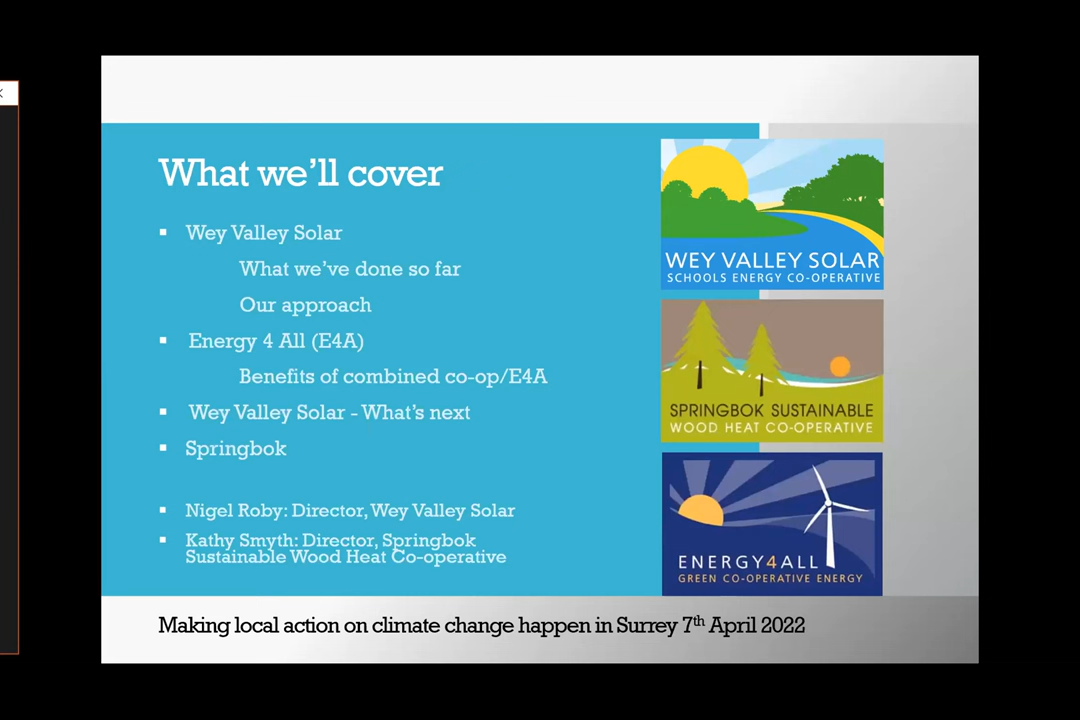 What we'll cover
▪ Wey Valley Solar
What we've done so far
Our approach
▪ Energy 4 All (E4A)
Benefits of combined co-op/E4A
▪ Wey Valley Solar - What's next
▪ Springbok
▪ Nigel Roby: Director, Wey Valley Solar
▪ Kathy Smyth: Director, Springbok
Sustainable Wood Heat Co-operative
WEY VALLEY SOLAR
SCHOOLS ENERGY CO-OPERATIVE
SPRINGBOK SUSTAINABLE
WOOD HEAT CO-OPERATIVE
ENERGY4ALL
GREEN CO-OPERATIVE ENERGY
Making local action on climate change happen in Surrey 7th April 2022